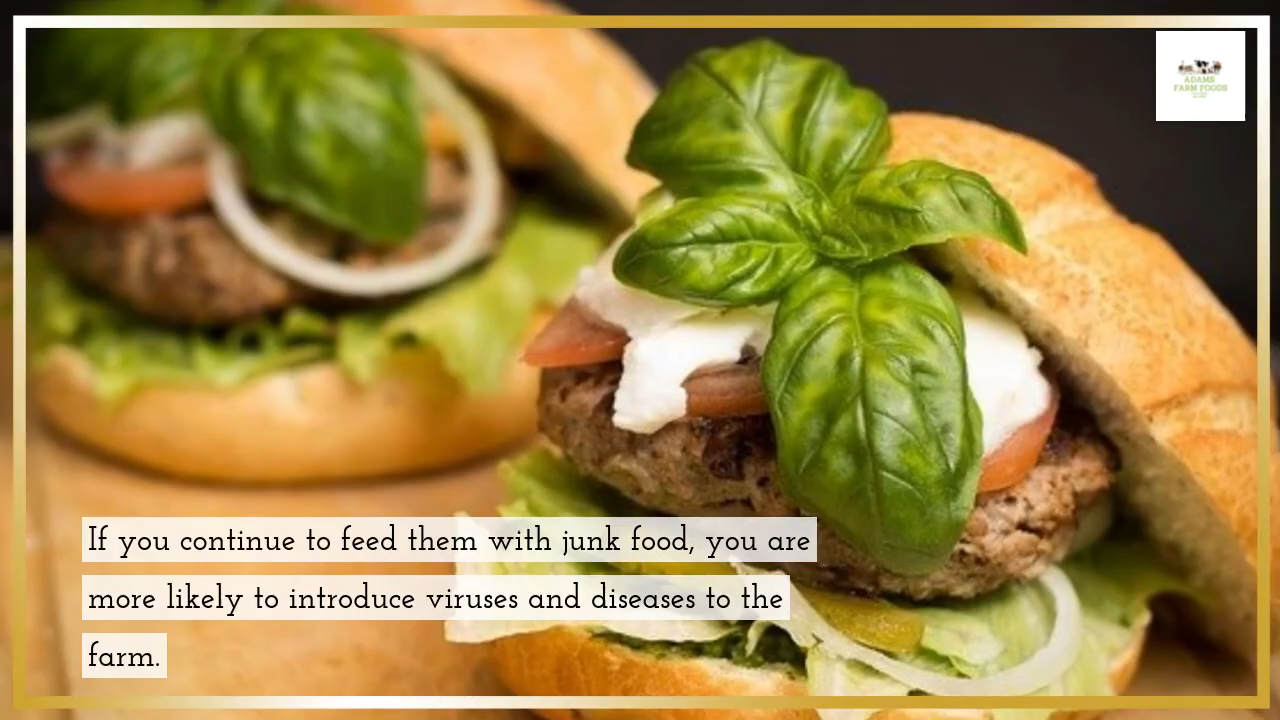 ADAMS
FARM FOODS
If you continue to feed them with junk food, you are
more likely to introduce viruses and diseases to the
farm.